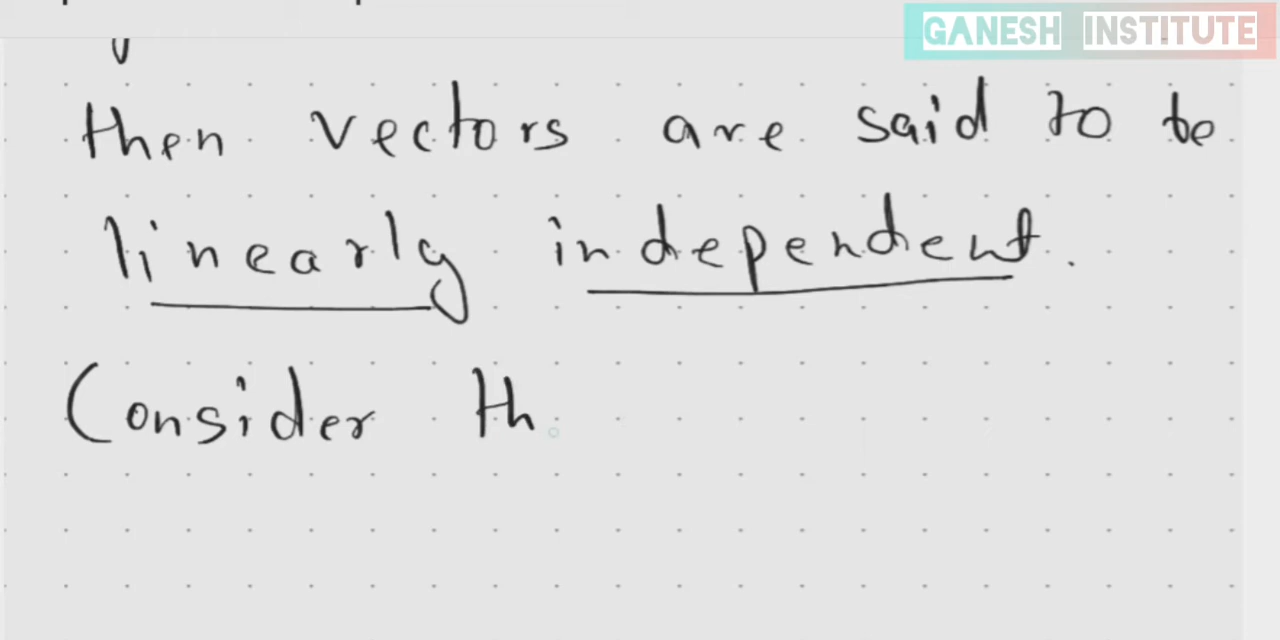 GANESH INSTITUTE
then vectors are said to be
linearly independent.
Consider th